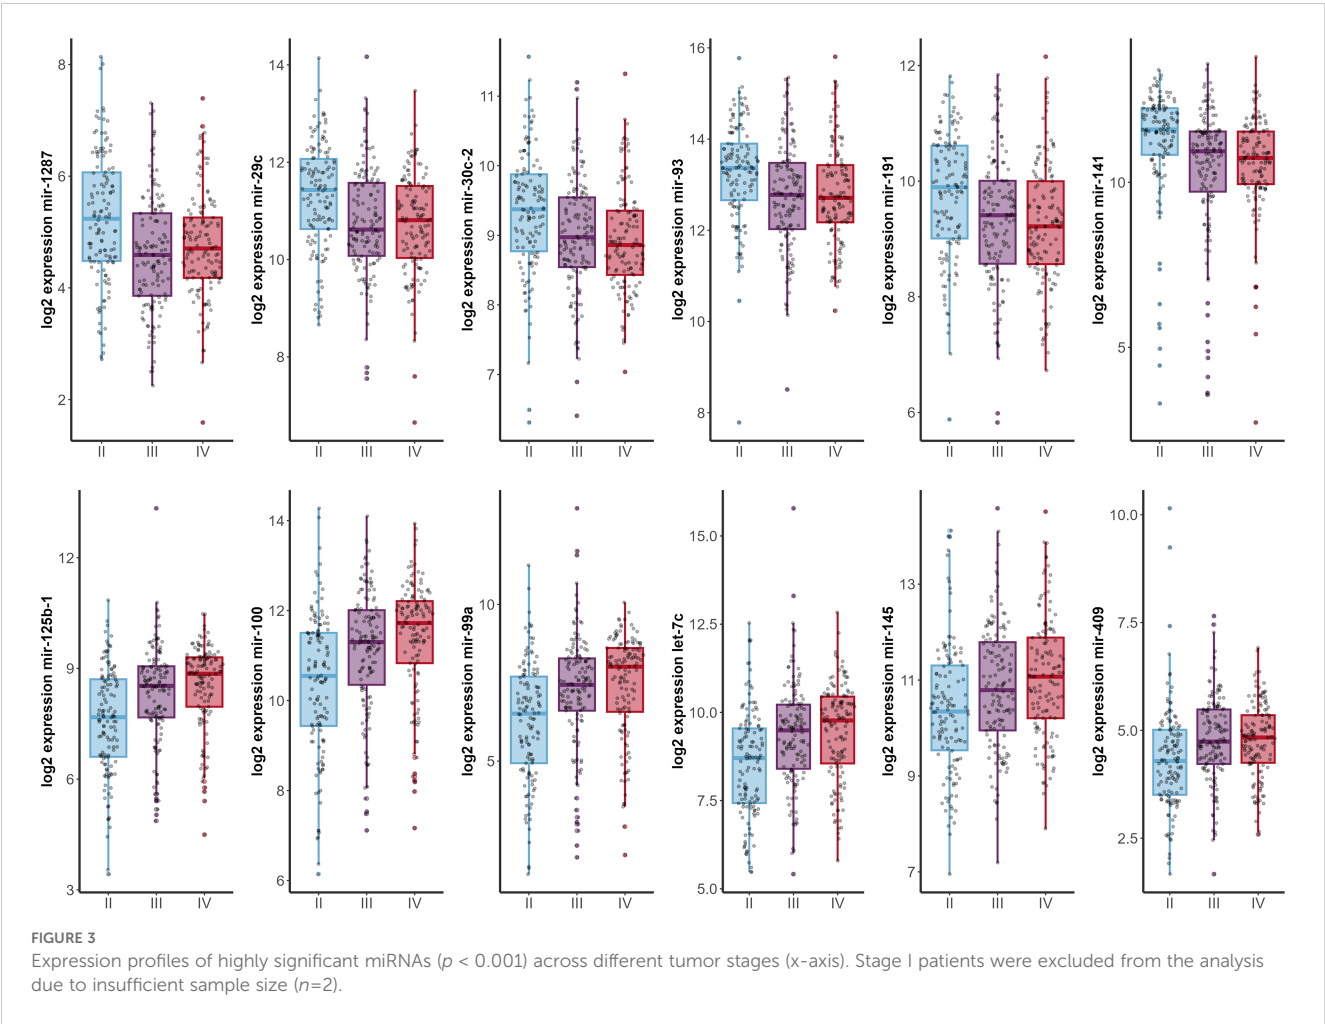 log2 expression mir-1287
8
6
4
2
II III IV
log2 expression mir-29c
14
12
10
8
II III IV
log2 expression mir-30c-2
11
10
9
8
7
II III IV
log2 expression mir-93
16
14
12
10
8
II III IV
log2 expression mir-191
12
10
8
6
II III IV
log2 expression mir-141
10
5
II III IV
log2 expression mir-125b-1
12
9
6
3
II III IV
log2 expression mir-100
14
12
10
8
6
II III IV
log2 expression mir-99a
10
5
II III IV
log2 expression let-7c
15.0
12.5
10.0
7.5
5.0
II III IV
log2 expression mir-145
13
11
9
7
II III IV
log2 expression mir-409
10.0
7.5
5.0
2.5
II III IV
FIGURE 3
Expression profiles of highly significant miRNAs (p < 0.001) across different tumor stages (x-axis). Stage I patients were excluded from the analysis
due to insufficient sample size (n=2).